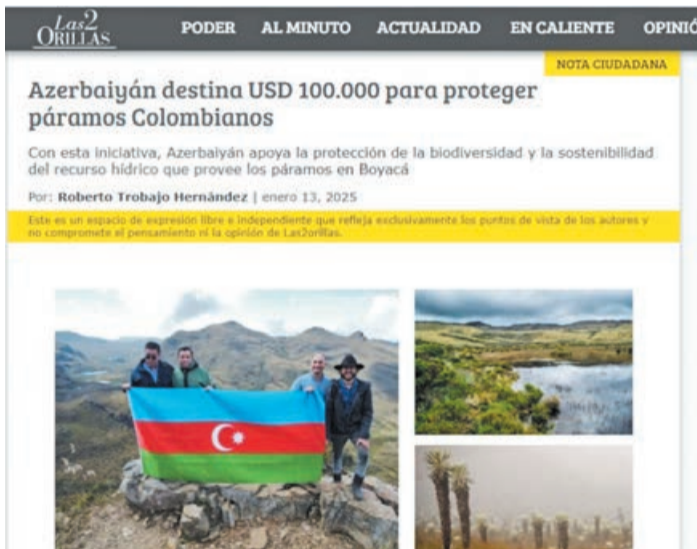 Las2
ORILLAS
PODER AL MINUTO ACTUALIDAD EN CALIENTE OPINIÓ
NOTA CIUDADANA
Azerbaiyán destina USD 100.000 para proteger
páramos Colombianos
Con esta iniciativa, Azerbaiyán apoya la protección de la biodiversidad y la sostenibilidad
del recurso hídrico que provee los páramos en Boyacá
Por: Roberto Trobajo Hernández | enero 13, 2025
Este es un espacio de expresión libre e independiente que refleja exclusivamente los puntos de vista de los autores y
no compromete el pensamiento ni la opinión de Las2orillas.